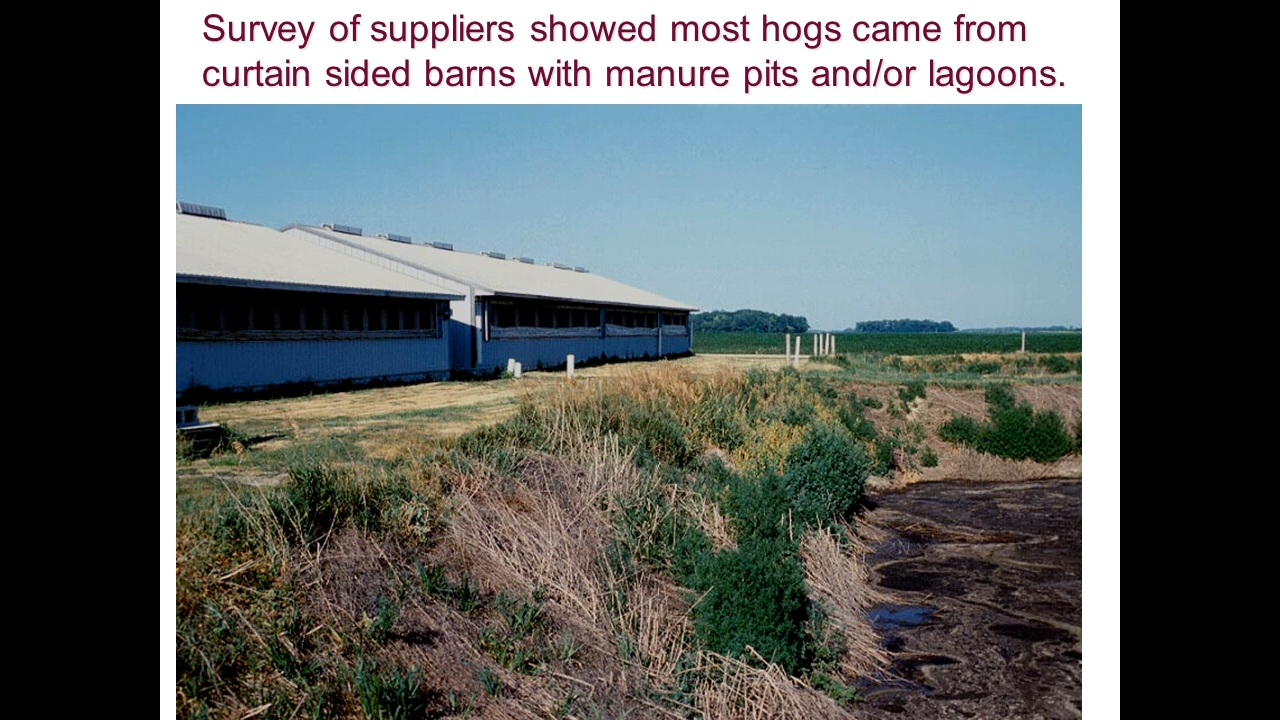 Survey of suppliers showed most hogs came from
curtain sided barns with manure pits and/or lagoons.